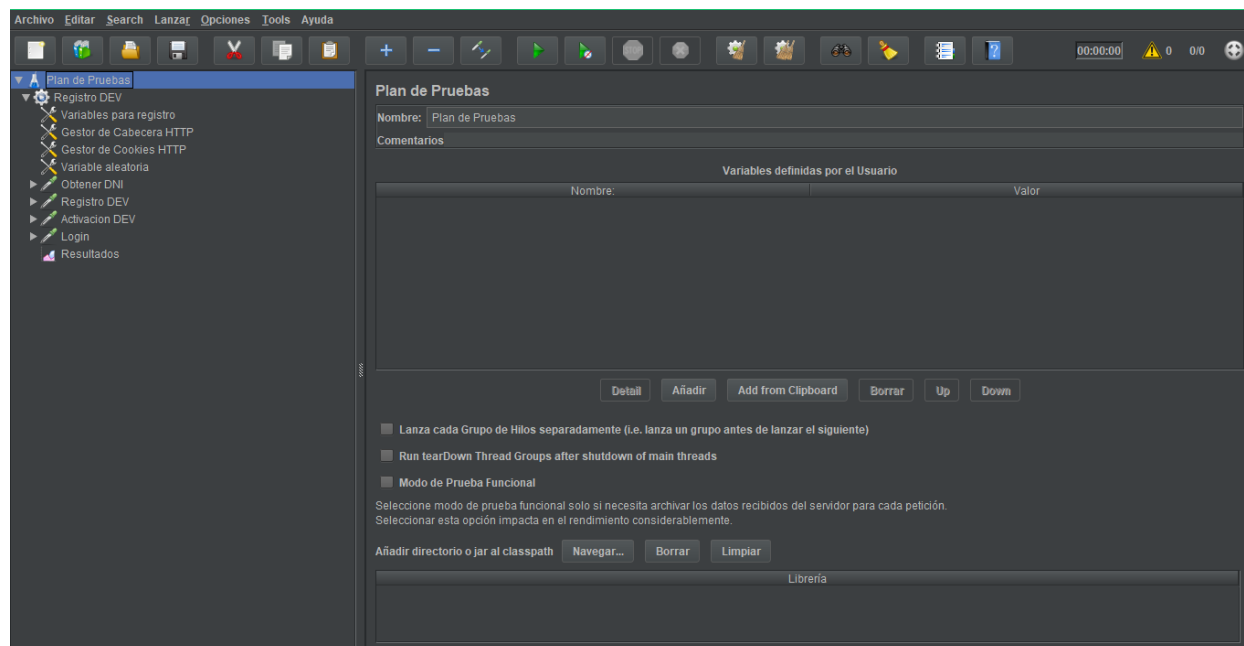 Archivo Editar Search Lanzar Opciones Tools Ayuda
00:00:00 0 0/0
Plan de Pruebas
Registro DEV
Variables para registro
Gestor de Cabecera HTTP
Gestor de Cookies HTTP
Variable aleatoria
Obtener DNI
Registro DEV
Activacion DEV
Login
Resultados
Plan de Pruebas
Nombre: Plan de Pruebas
Comentarios
Variables definidas por el Usuario
Nombre: Valor
Detail Añadir Add from Clipboard Borrar Up Down
Lanza cada Grupo de Hilos separadamente (i.e. lanza un grupo antes de lanzar el siguiente)
Run tearDown Thread Groups after shutdown of main threads
Modo de Prueba Funcional
Seleccione modo de prueba funcional solo si necesita archivar los datos recibidos del servidor para cada petición.
Seleccionar esta opción impacta en el rendimiento considerablemente.
Añadir directorio o jar al classpath Navegar... Borrar Limpiar
Librería